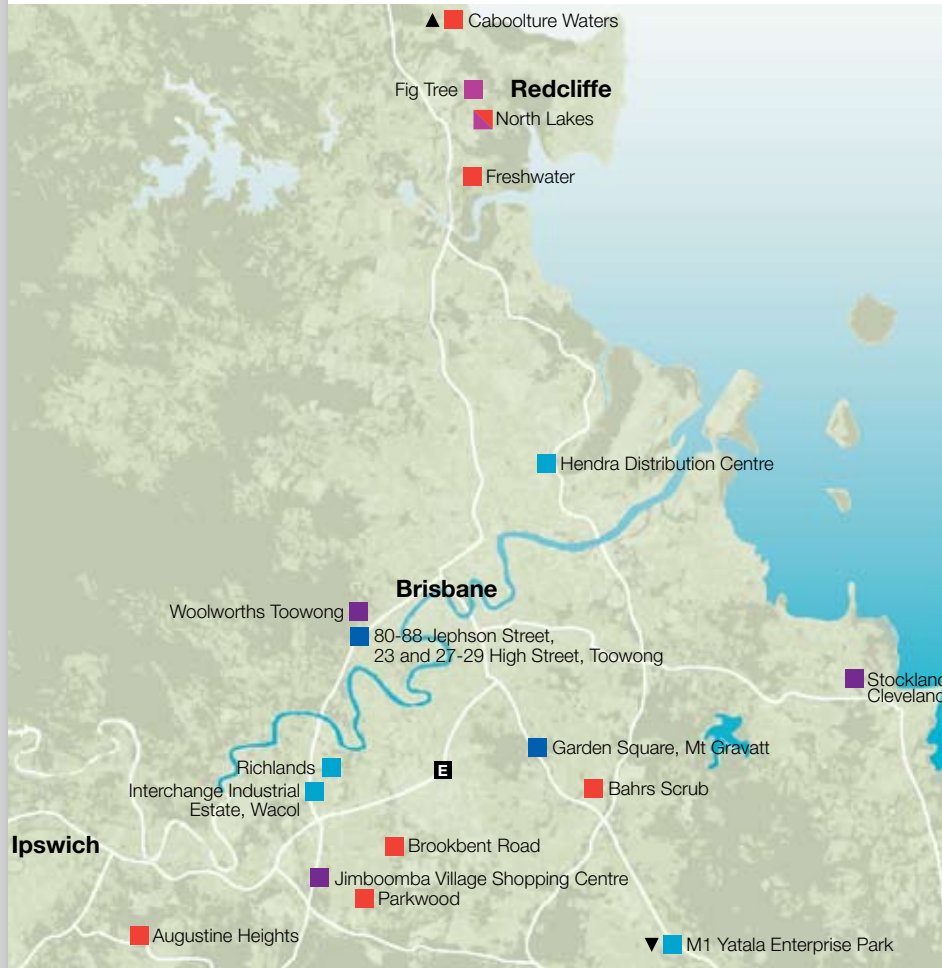 Caboolture Waters
Fig Tree
Redcliffe
North Lakes
Freshwater
Hendra Distribution Centre
Brisbane
Woolworths Toowong
80-88 Jephson Street,
23 and 27-29 High Street, Toowong
Stockland
Cleveland
Garden Square, Mt Gravatt
Richlands
E
Interchange Industrial
Estate, Wacol
Bahrs Scrub
Ipswich
Brookbent Road
Jimboomba Village Shopping Centre
Parkwood
Augustine Heights
M1 Yatala Enterprise Park